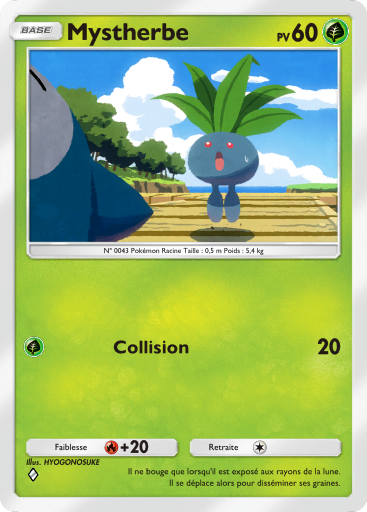 BASE Mystherbe PV 60
N° 0043 Pokémon Racine Taille : 0,5 m Poids : 5,4 kg
Collision 20
Faiblesse +20 Retraite
Illus. HYOGONOSUKE
Il ne bouge que lorsqu'il est exposé aux rayons de la lune.
Il se déplace alors pour disséminer ses graines.